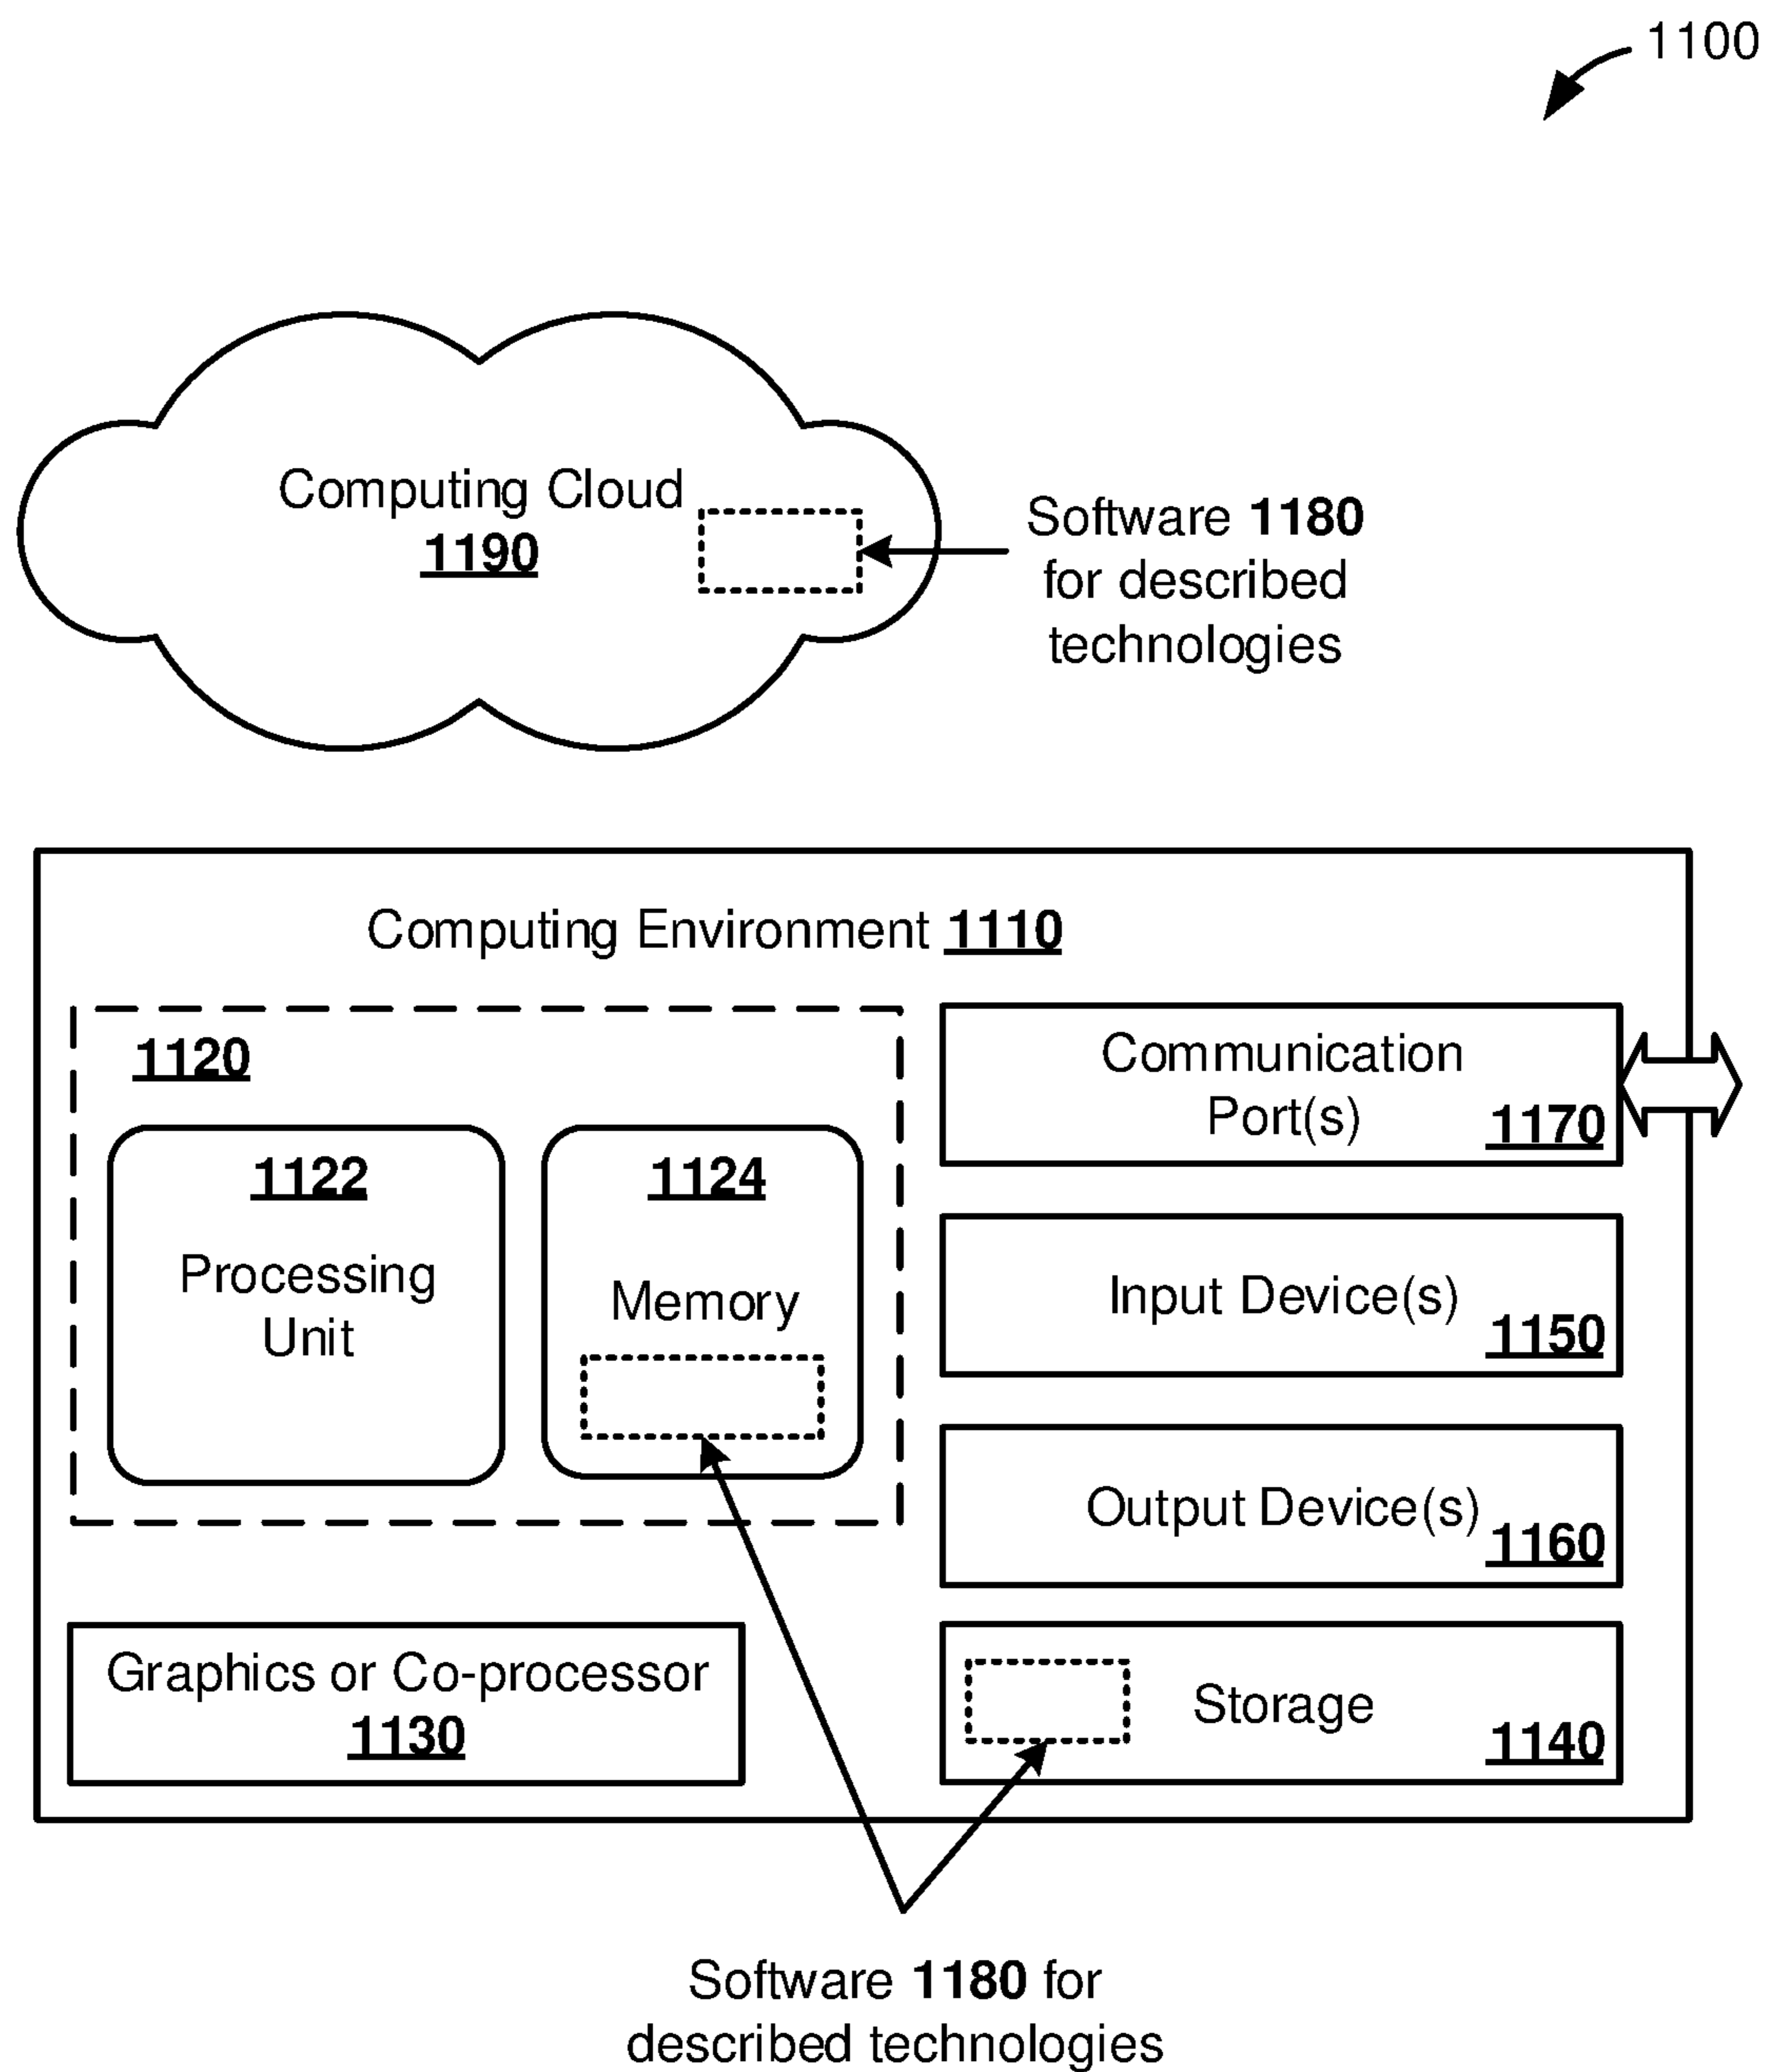 1100
Computing Cloud
1190
Software 1180
for described
technologies
Computing Environment 1110
1120
1122
Processing
Unit
1124
Memory
Communication
Port(s)
1170
Input Device(s)
1150
Output Device(s)
1160
Graphics or Co-processor
1130
Storage
1140
Software 1180 for
described technologies